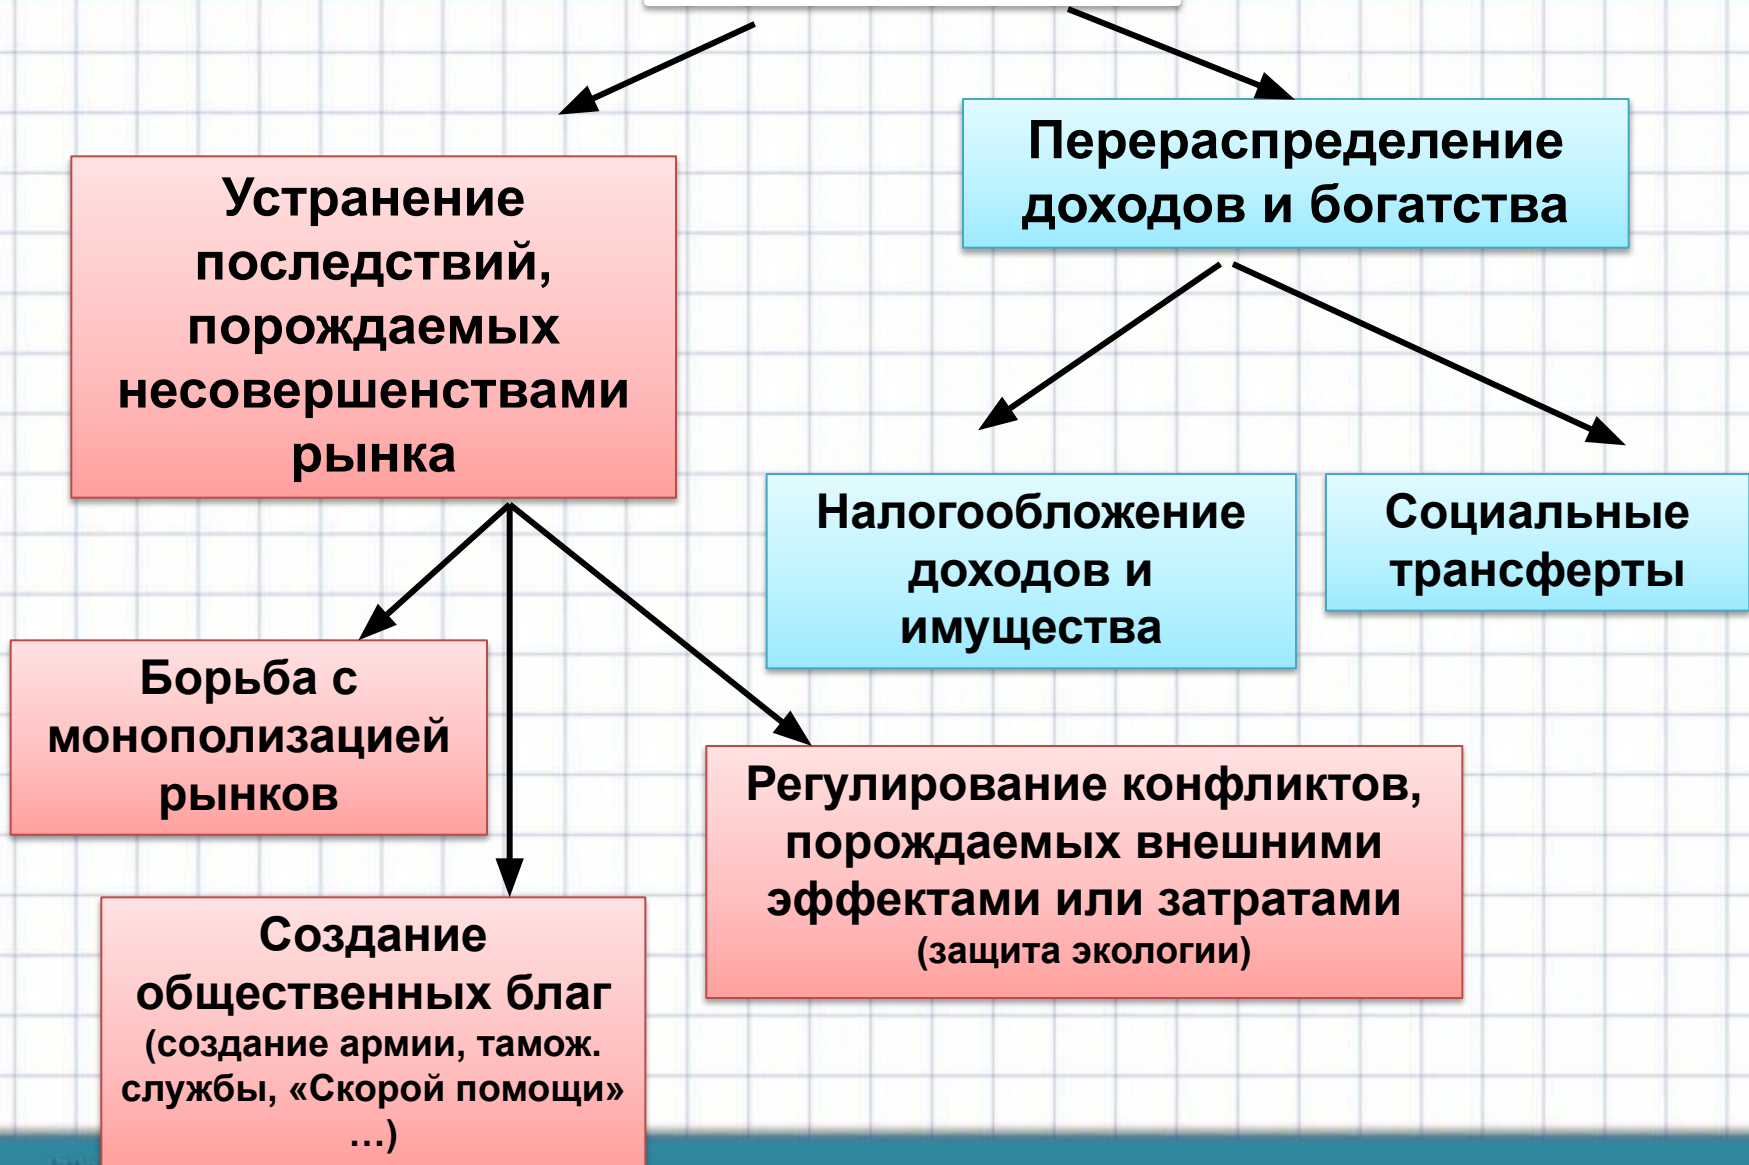 Перераспределение
доходов и богатства
Устранение
последствий,
порождаемых
несовершенствами
рынка
Налогообложение
доходов и
имущества
Социальные
трансферты
Борьба с
монополизацией
рынков
Регулирование конфликтов,
порождаемых внешними
эффектами или затратами
(защита экологии)
Создание
общественных благ
(создание армии, тамож.
службы, «Скорой помощи»
…)